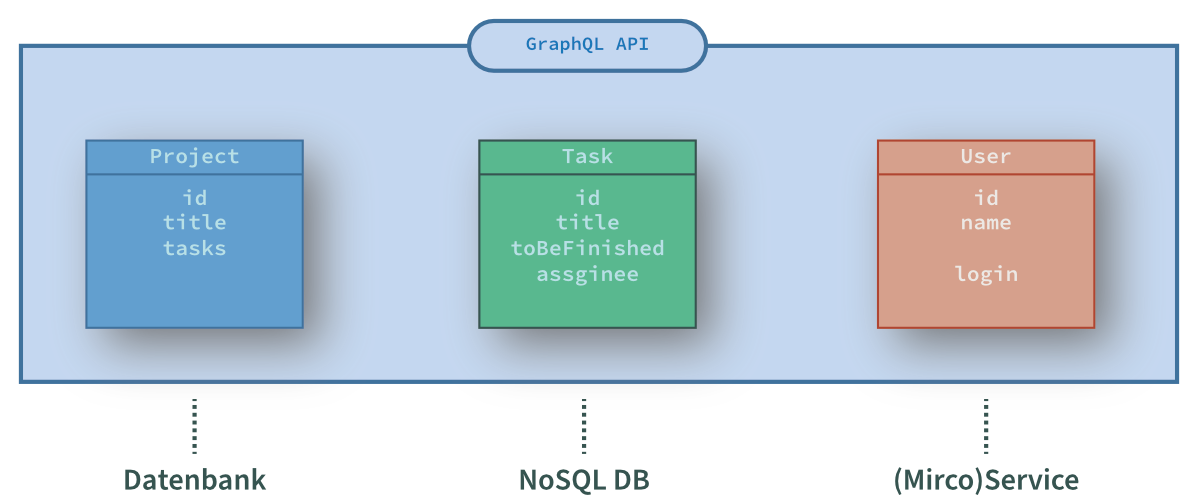 GraphQL API
Project
id
title
tasks
Task
id
title
toBeFinished
assginee
User
id
name
login
Datenbank
NoSQL DB
(Mirco)Service